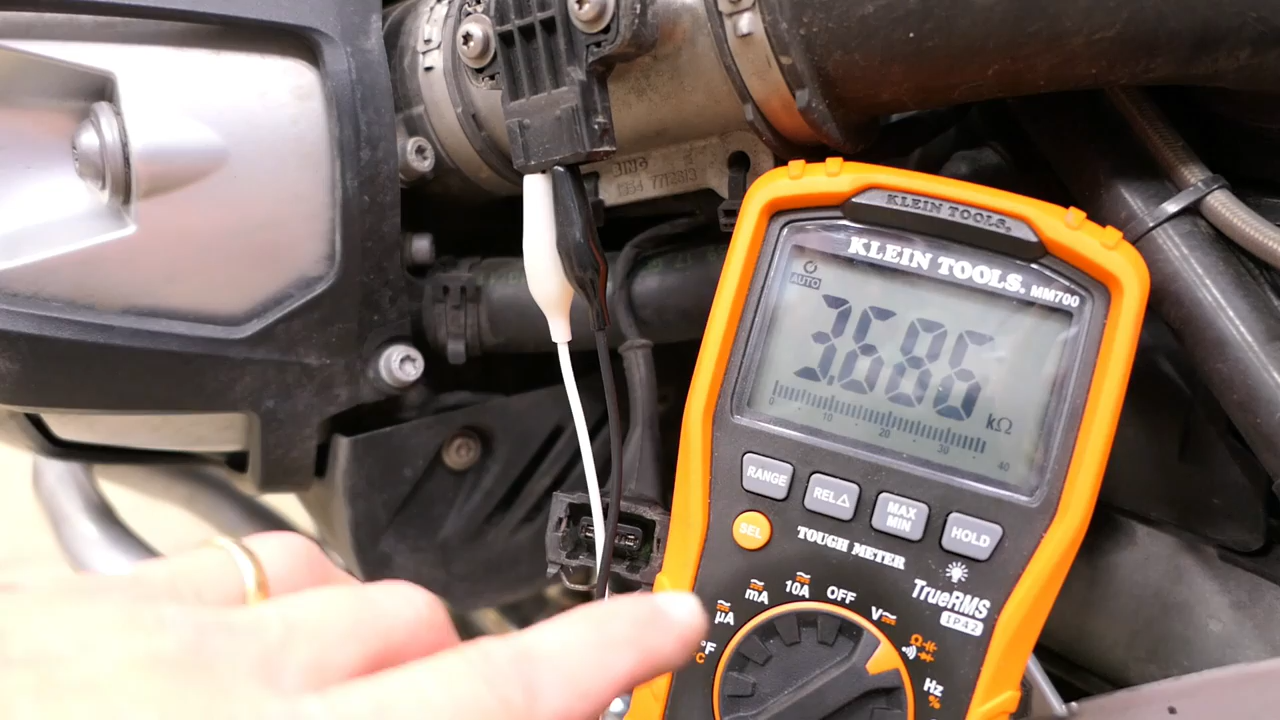 BING
KLEIN TOOLS.
KLEIN TOOLS. MM700
AUTO
3.686
kΩ
0 10 20 30 40
RANGE
REL△
MAX
MIN
HOLD
SEL
TOUGH METER
TrueRMS
IP42
µA
mA
10A
OFF
V
Ω
Hz
%
°F
°C